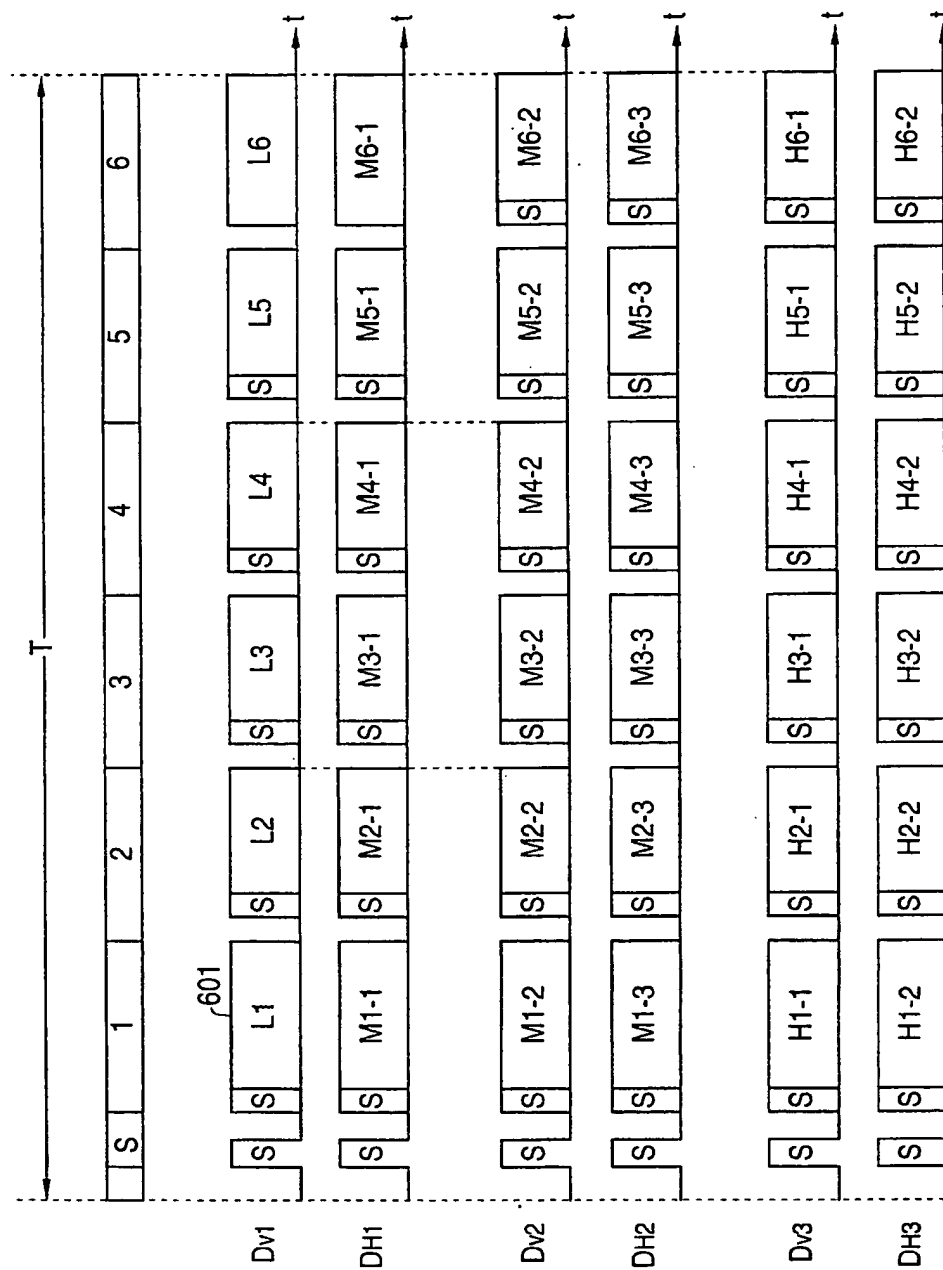 T
S 1 2 3 4 5 6
601
Dv1 S S L1 S L2 S L3 S L4 S L5 L6 t
DH1 S S M1-1 S M2-1 S M3-1 S M4-1 S M5-1 M6-1 t
Dv2 S S M1-2 S M2-2 S M3-2 S M4-2 S M5-2 S M6-2 t
DH2 S S M1-3 S M2-3 S M3-3 S M4-3 S M5-3 S M6-3 t
Dv3 S S H1-1 S H2-1 S H3-1 S H4-1 S H5-1 S H6-1 t
DH3 S S H1-2 S H2-2 S H3-2 S H4-2 S H5-2 S H6-2 t